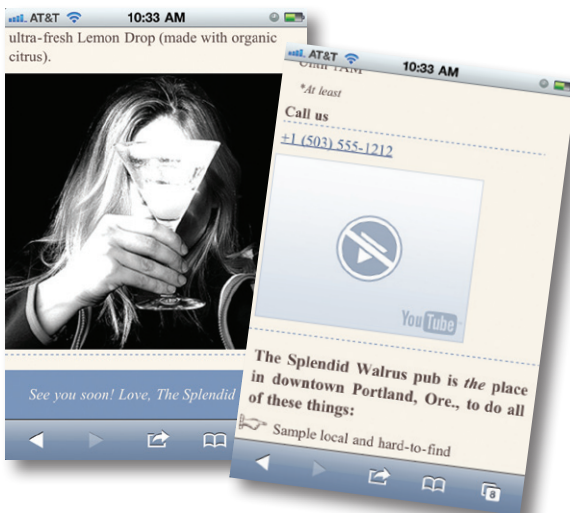 AT&T 10:33 AM
ultra-fresh Lemon Drop (made with organic
citrus).
See you soon! Love, The Splendid
AT&T 10:33 AM
*At least
Call us
+1 (503) 555-1212
YouTube
The Splendid Walrus pub is the place
in downtown Portland, Ore., to do all
of these things:
Sample local and hard-to-find
8